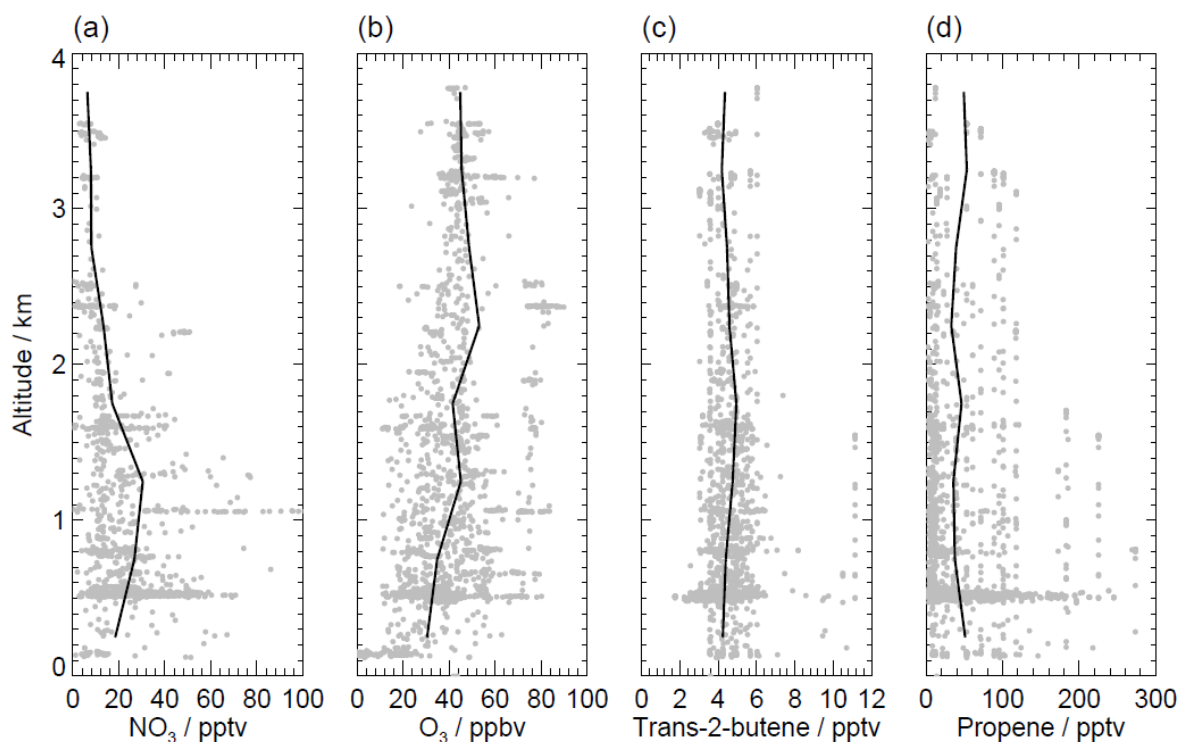 (a) (b) (c) (d)
4
3
2
1
0
Altitude / km
0 20 40 60 80 100
0 20 40 60 80 100
0 2 4 6 8 10 12
0 100 200 300
NO₃ / pptv
O₃ / ppbv
Trans-2-butene / pptv
Propene / pptv